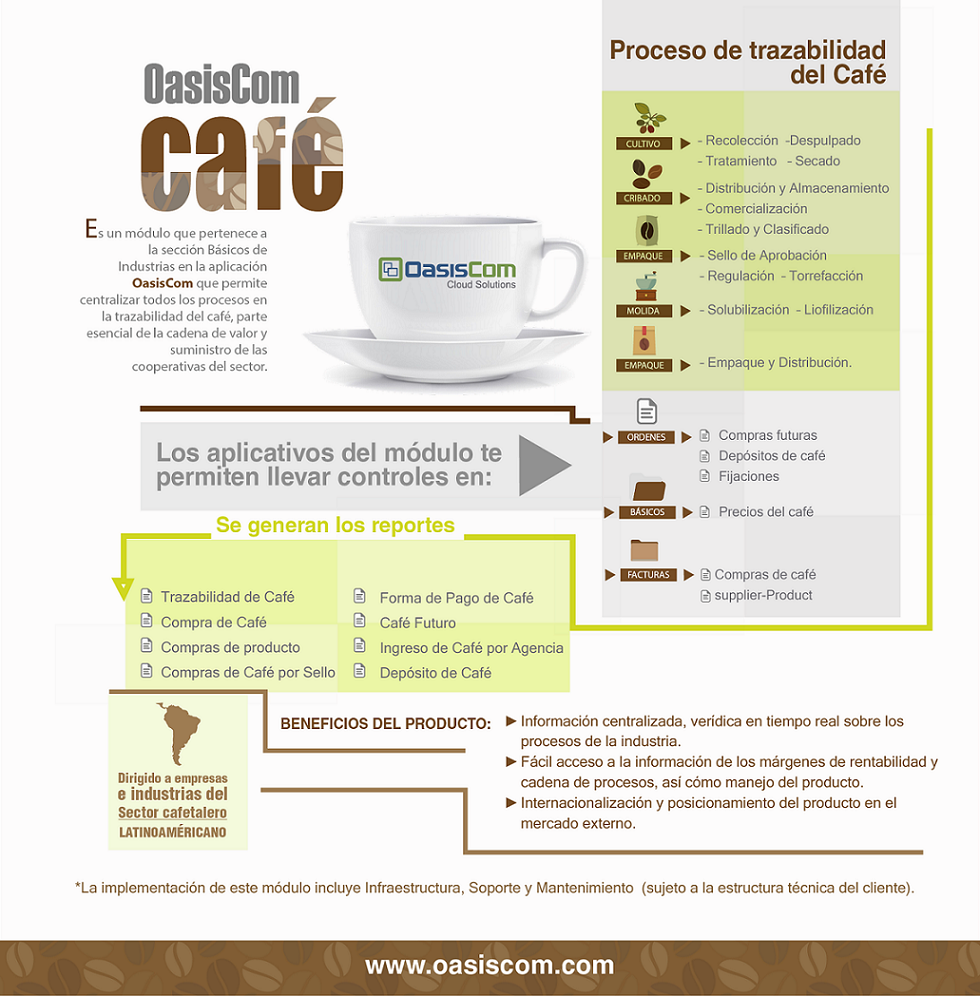 OasisCom
café
Es un módulo que pertenece a
la sección Básicos de
Industrias en la aplicación
OasisCom que permite
centralizar todos los procesos en
la trazabilidad del café, parte
esencial de la cadena de valor y
suministro de las
cooperativas del sector.
OasisCom
Cloud Solutions
Proceso de trazabilidad
del Café
CULTIVO
- Recolección -Despulpado
- Tratamiento - Secado
CRIBADO
- Distribución y Almacenamiento
- Comercialización
- Trillado y Clasificado
EMPAQUE
- Sello de Aprobación
- Regulación - Torrefacción
MOLIDA
- Solubilización - Liofilización
EMPAQUE
- Empaque y Distribución.
Los aplicativos del módulo te
permiten llevar controles en:
ORDENES
Compras futuras
Depósitos de café
Fijaciones
BÁSICOS
Precios del café
FACTURAS
Compras de café
supplier-Product
Se generan los reportes
Trazabilidad de Café
Compra de Café
Compras de producto
Compras de Café por Sello
Forma de Pago de Café
Café Futuro
Ingreso de Café por Agencia
Depósito de Café
Dirigido a empresas
e industrias del
Sector cafetalero
LATINOAMÉRICANO
BENEFICIOS DEL PRODUCTO:
Información centralizada, verídica en tiempo real sobre los
procesos de la industria.
Fácil acceso a la información de los márgenes de rentabilidad y
cadena de procesos, así cómo manejo del producto.
Internacionalización y posicionamiento del producto en el
mercado externo.
*La implementación de este módulo incluye Infraestructura, Soporte y Mantenimiento (sujeto a la estructura técnica del cliente).
www.oasiscom.com